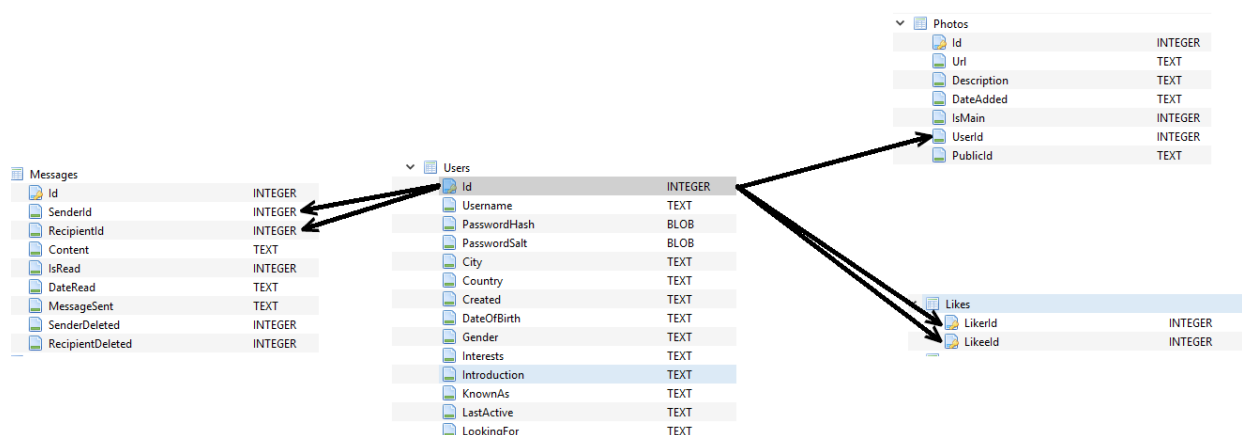 Photos
Id INTEGER
Url TEXT
Description TEXT
DateAdded TEXT
IsMain INTEGER
UserId INTEGER
PublicId TEXT
Messages
Id INTEGER
SenderId INTEGER
RecipientId INTEGER
Content TEXT
IsRead INTEGER
DateRead TEXT
MessageSent TEXT
SenderDeleted INTEGER
RecipientDeleted INTEGER
Users
Id INTEGER
Username TEXT
PasswordHash BLOB
PasswordSalt BLOB
City TEXT
Country TEXT
Created TEXT
DateOfBirth TEXT
Gender TEXT
Interests TEXT
Introduction TEXT
KnownAs TEXT
LastActive TEXT
LookingFor TEXT
Likes
LikerId INTEGER
LikeeId INTEGER